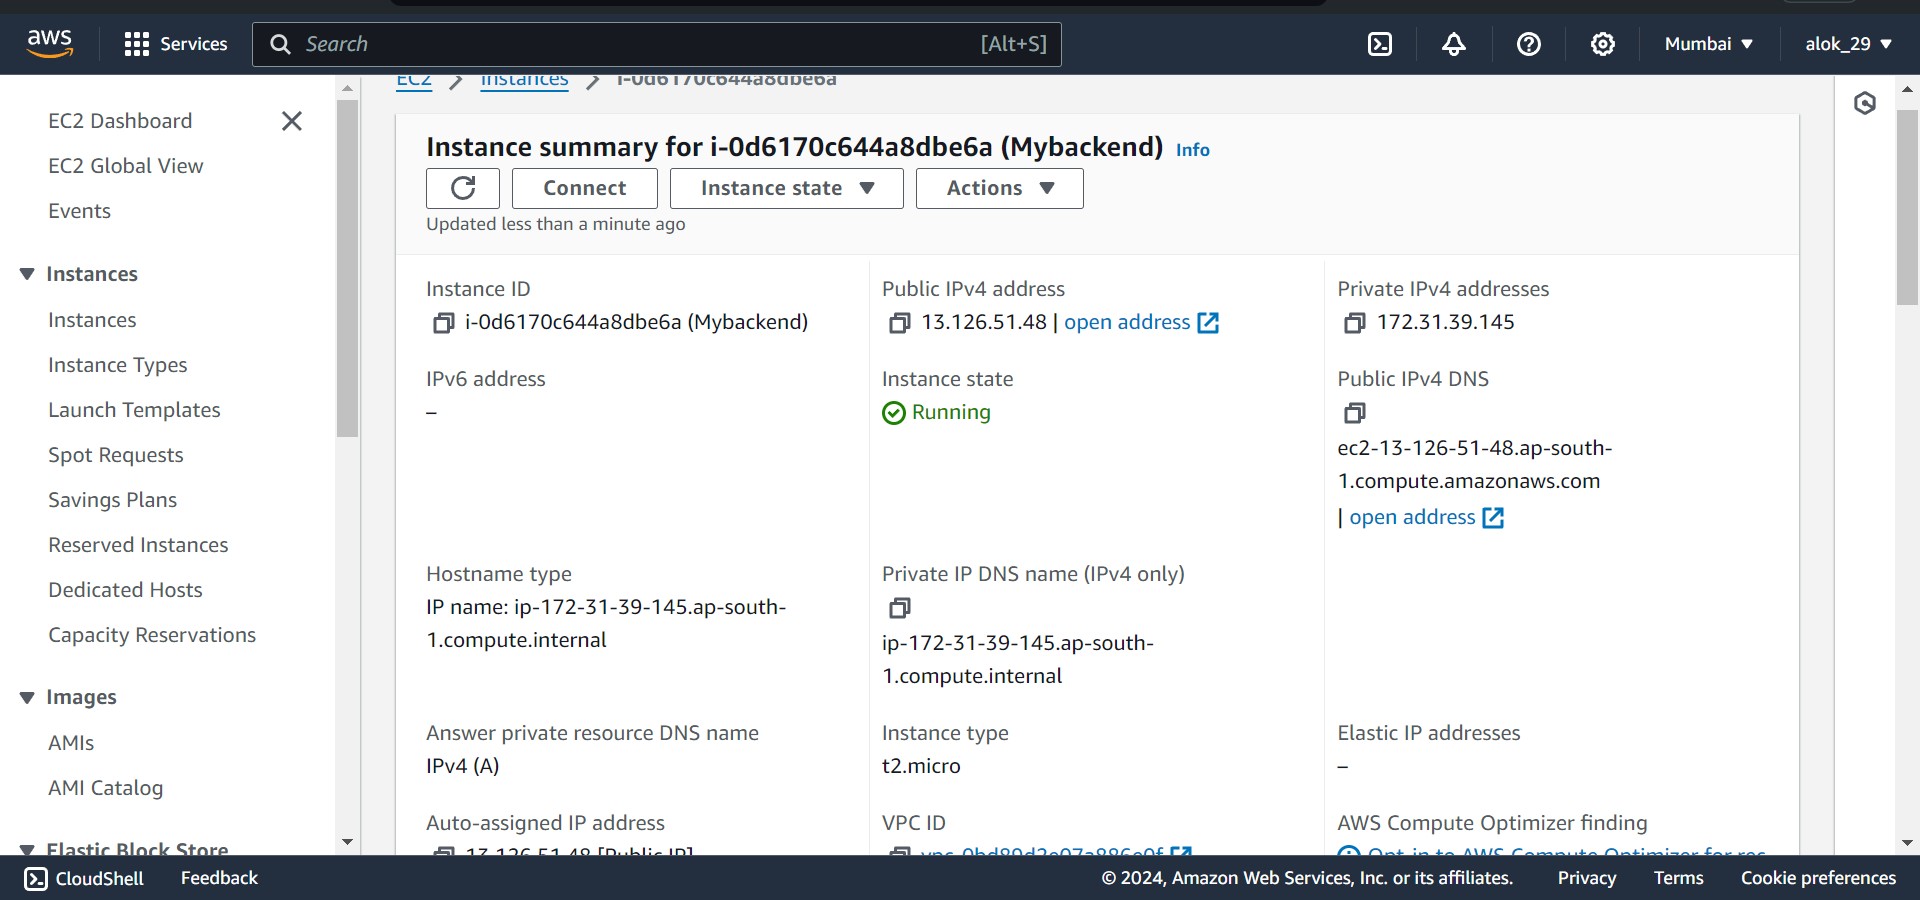 aws
Services
Search
[Alt+S]
Mumbai
alok_29
EC2 Dashboard
EC2 Global View
Events
Instances
Instances
Instance Types
Launch Templates
Spot Requests
Savings Plans
Reserved Instances
Dedicated Hosts
Capacity Reservations
Images
AMIs
AMI Catalog
Elastic Block Store
EC2
Instances
i-0d6170c644a8dbe6a
Instance summary for i-0d6170c644a8dbe6a (Mybackend) Info
Connect
Instance state
Actions
Updated less than a minute ago
Instance ID
i-0d6170c644a8dbe6a (Mybackend)
Public IPv4 address
13.126.51.48 | open address
Private IPv4 addresses
172.31.39.145
IPv6 address
–
Instance state
Running
Public IPv4 DNS
ec2-13-126-51-48.ap-south-
1.compute.amazonaws.com
| open address
Hostname type
IP name: ip-172-31-39-145.ap-south-
1.compute.internal
Private IP DNS name (IPv4 only)
ip-172-31-39-145.ap-south-
1.compute.internal
Answer private resource DNS name
IPv4 (A)
Instance type
t2.micro
Elastic IP addresses
–
Auto-assigned IP address
13.126.51.48 [Public IP]
VPC ID
AWS Compute Optimizer finding
Opt-in to AWS Compute Optimizer for
CloudShell
Feedback
© 2024, Amazon Web Services, Inc. or its affiliates.
Privacy
Terms
Cookie preferences